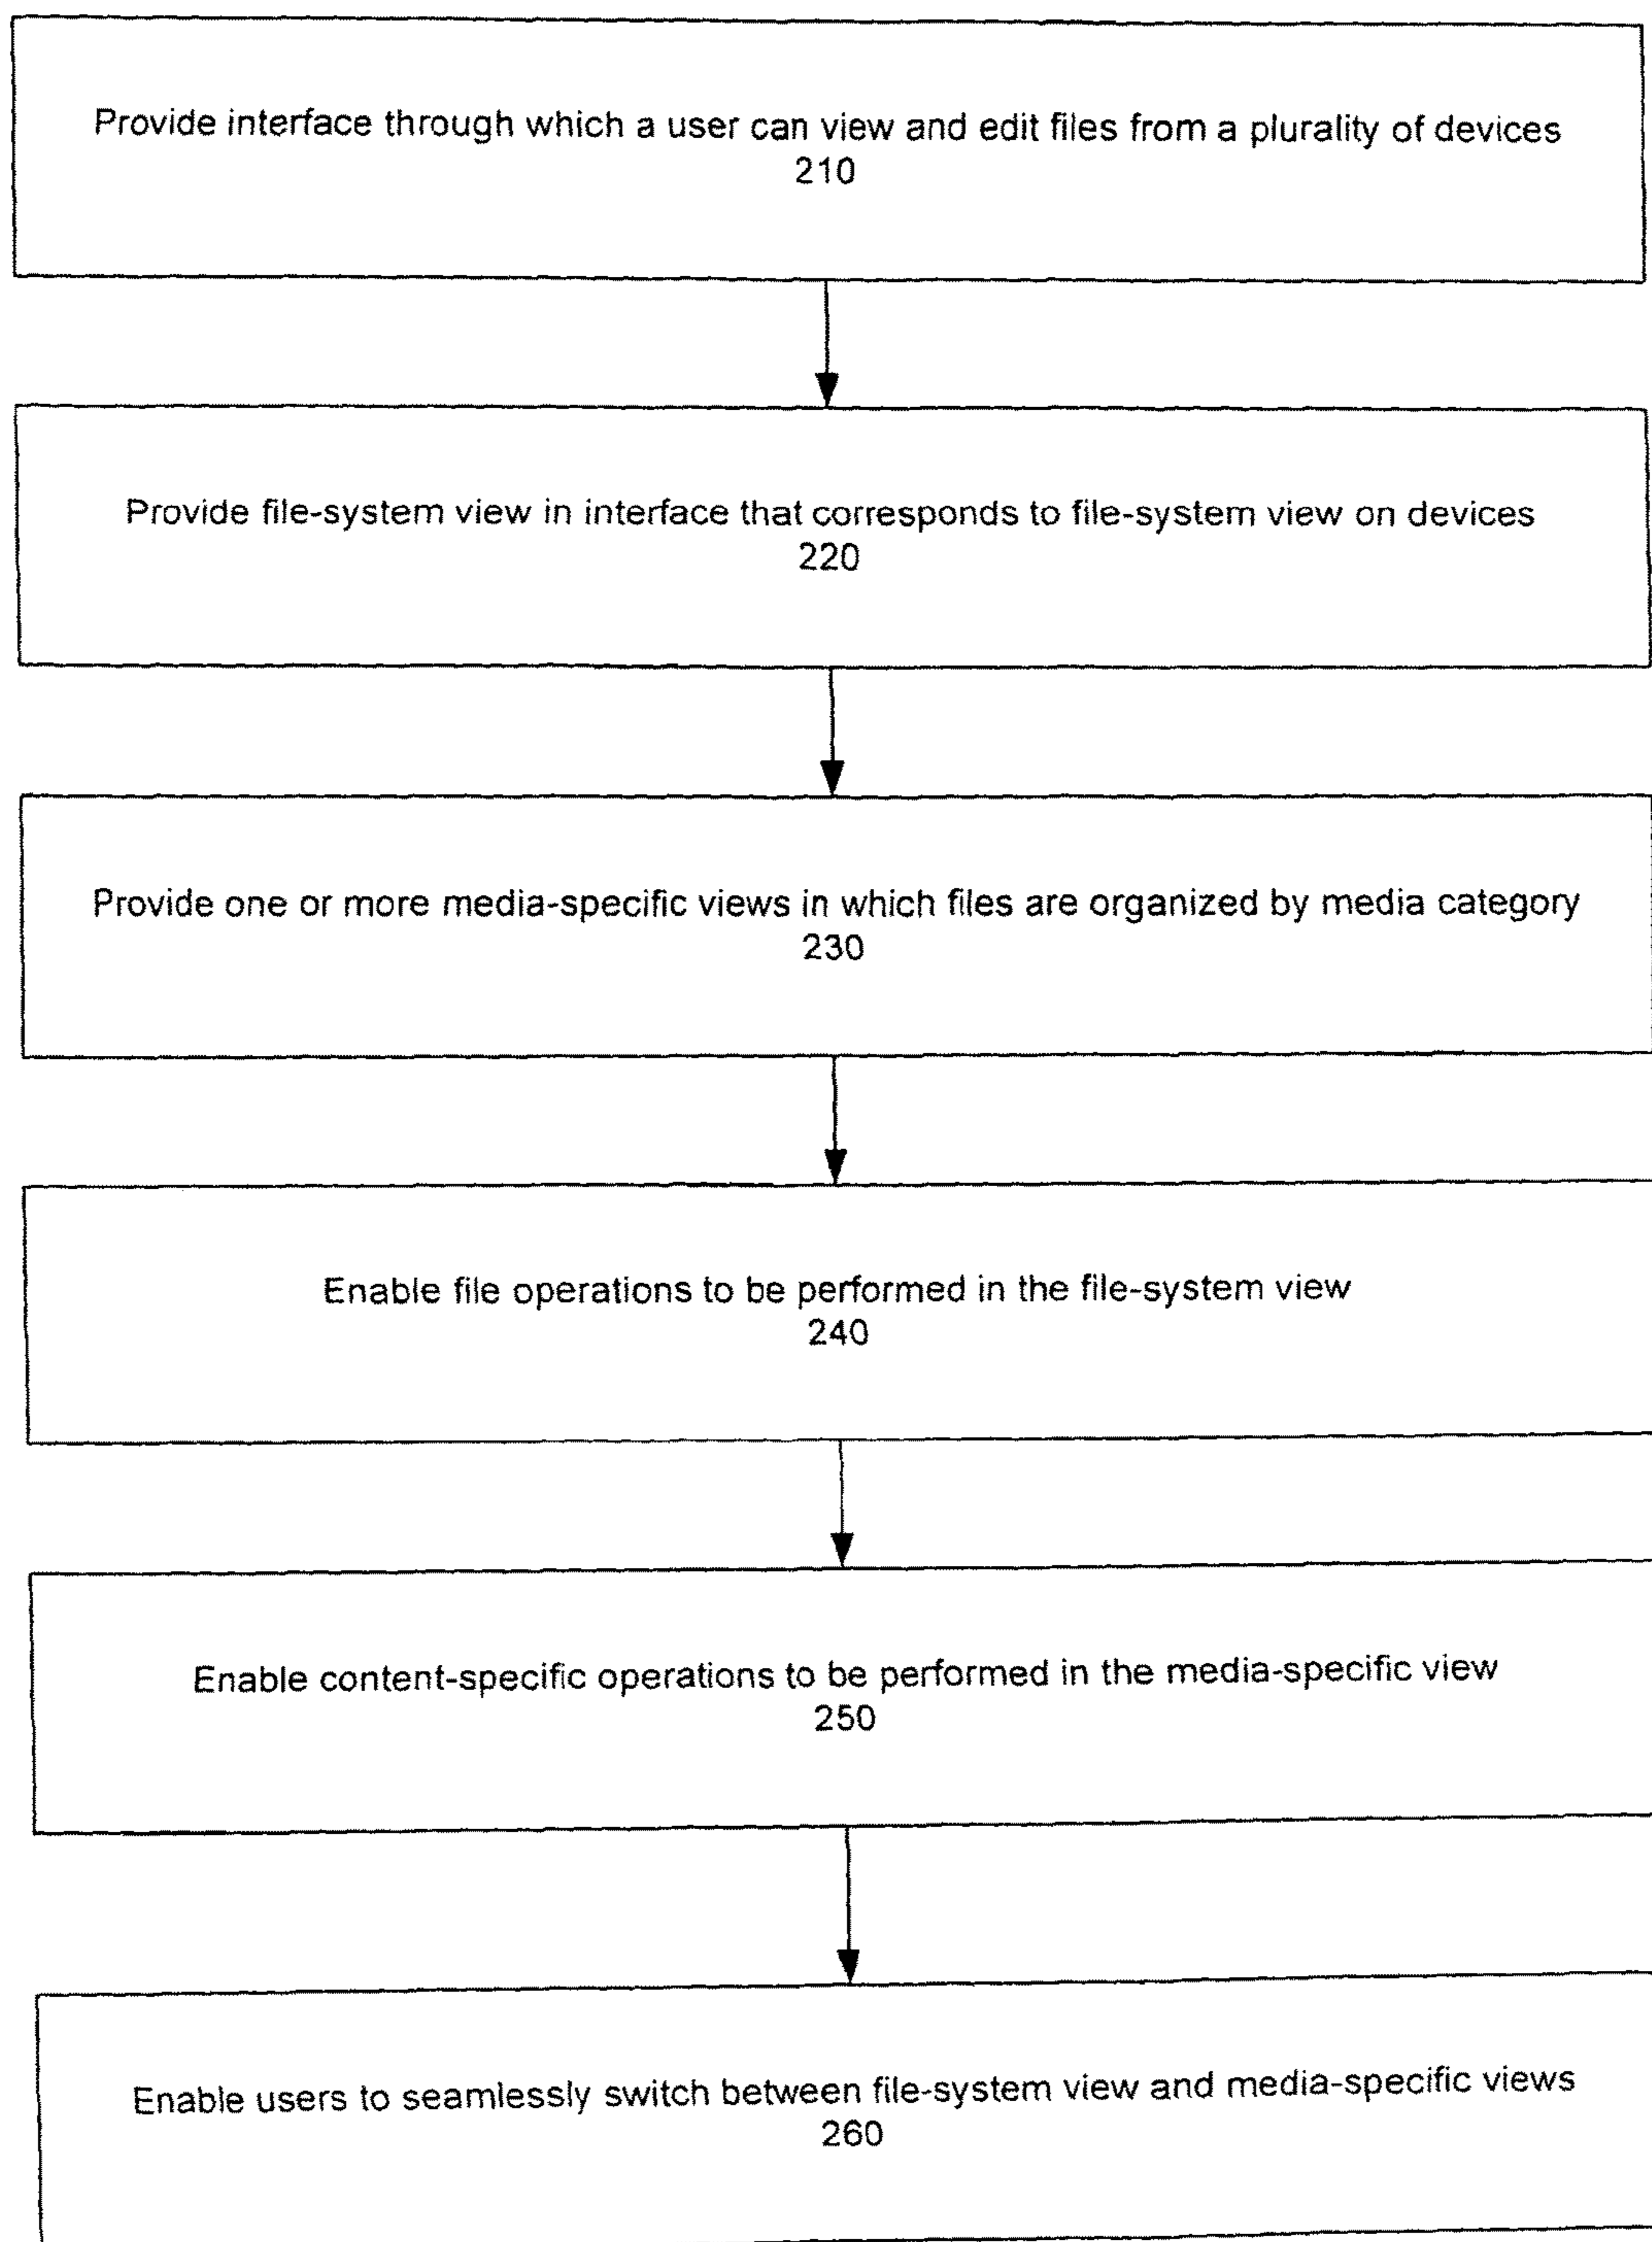 Provide interface through which a user can view and edit files from a plurality of devices
210
Provide file-system view in interface that corresponds to file-system view on devices
220
Provide one or more media-specific views in which files are organized by media category
230
Enable file operations to be performed in the file-system view
240
Enable content-specific operations to be performed in the media-specific view
250
Enable users to seamlessly switch between file-system view and media-specific views
260